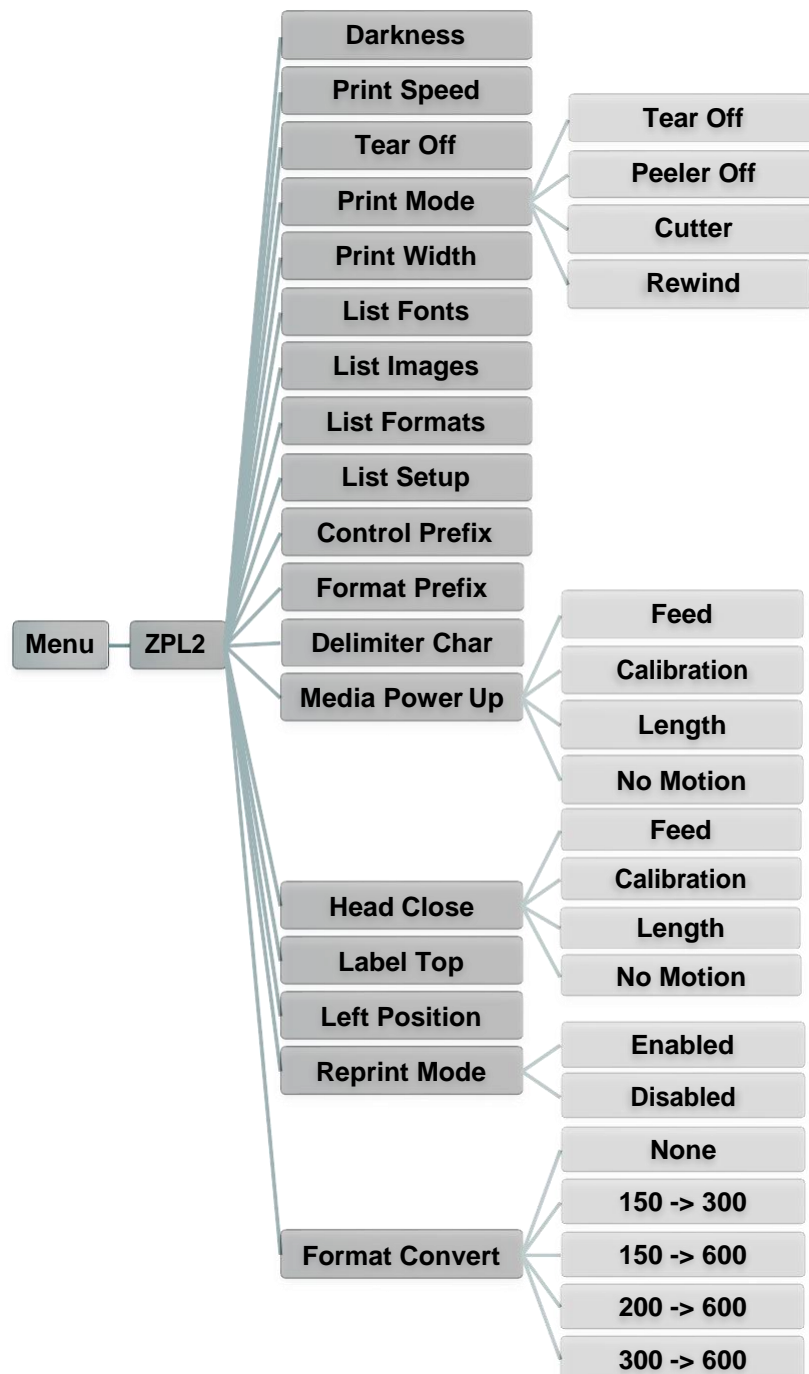 Menu
ZPL2
Darkness
Print Speed
Tear Off
Print Mode
Tear Off
Peeler Off
Cutter
Rewind
Print Width
List Fonts
List Images
List Formats
List Setup
Control Prefix
Format Prefix
Delimiter Char
Media Power Up
Feed
Calibration
Length
No Motion
Head Close
Feed
Calibration
Length
No Motion
Label Top
Left Position
Reprint Mode
Enabled
Disabled
Format Convert
None
150 -> 300
150 -> 600
200 -> 600
300 -> 600